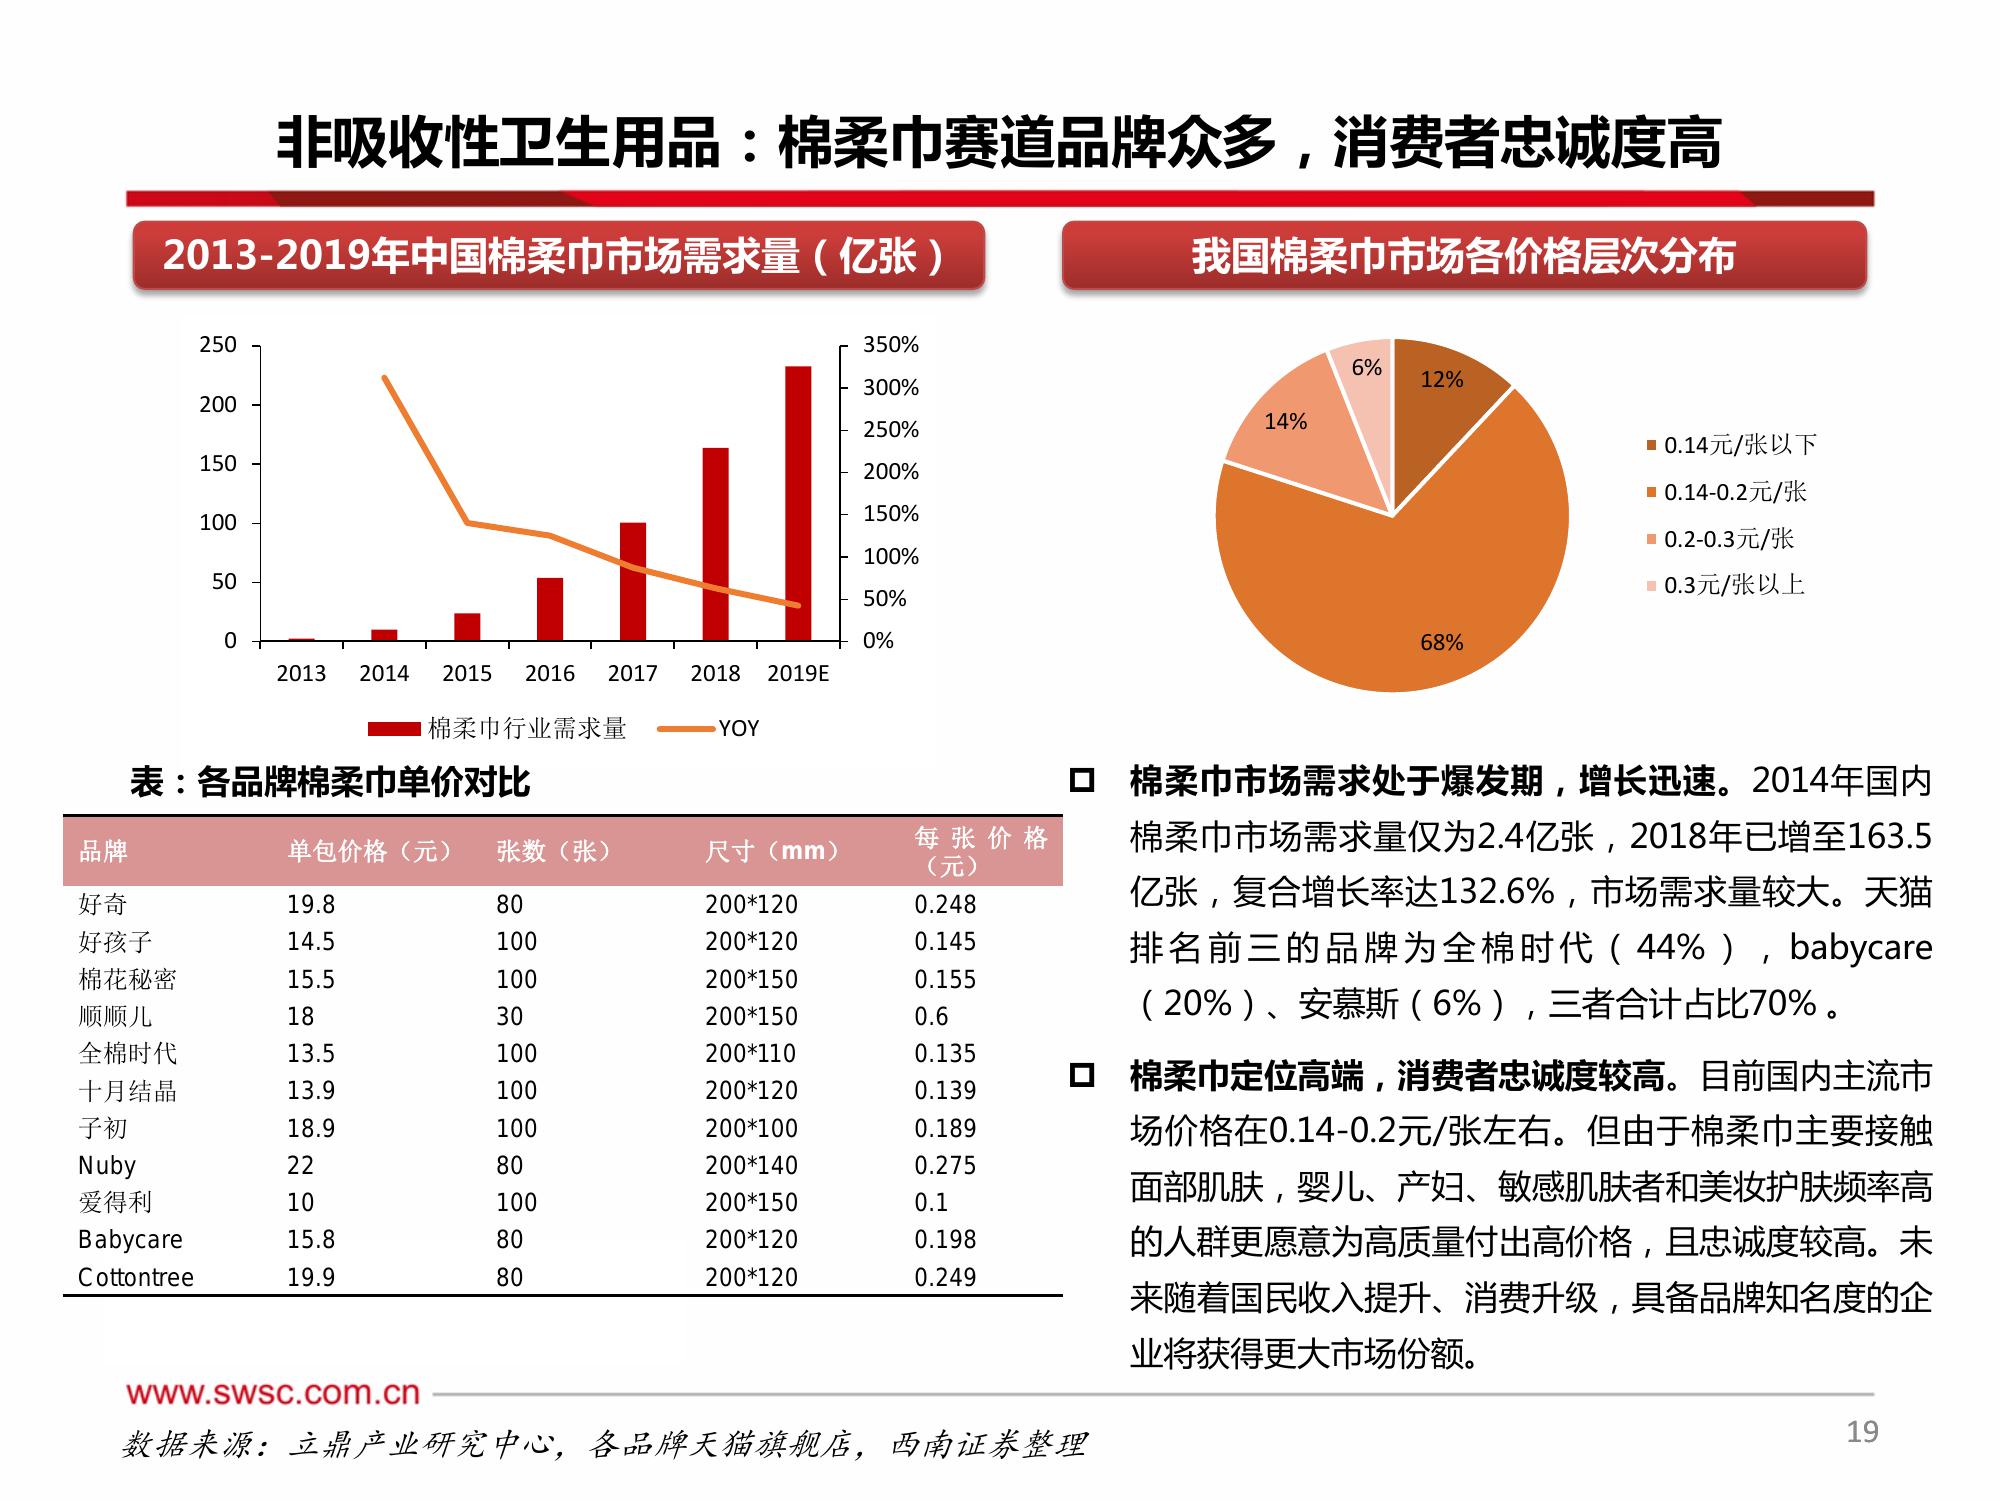 非吸收性卫生用品：棉柔巾赛道品牌众多，消费者忠诚度高
2013-2019年中国棉柔巾市场需求量（亿张）
250
200
150
100
50
0
350%
300%
250%
200%
150%
100%
50%
0%
2013 2014 2015 2016 2017 2018 2019E
棉柔巾行业需求量 YOY
我国棉柔巾市场各价格层次分布
6%
12%
14%
68%
0.14元/张以下
0.14-0.2元/张
0.2-0.3元/张
0.3元/张以上
表：各品牌棉柔巾单价对比
品牌 单包价格（元） 张数（张） 尺寸（mm） 每张价格
（元）
好奇 19.8 80 200*120 0.248
好孩子 14.5 100 200*120 0.145
棉花秘密 15.5 100 200*150 0.155
顺顺儿 18 30 200*150 0.6
全棉时代 13.5 100 200*110 0.135
十月结晶 13.9 100 200*120 0.139
子初 18.9 100 200*100 0.189
Nuby 22 80 200*140 0.275
爱得利 10 100 200*150 0.1
Babycare 15.8 80 200*120 0.198
Cottontree 19.9 80 200*120 0.249
棉柔巾市场需求处于爆发期，增长迅速。2014年国内
棉柔巾市场需求量仅为2.4亿张，2018年已增至163.5
亿张，复合增长率达132.6%，市场需求量较大。天猫
排名前三的品牌为全棉时代（44%），babycare
（20%）、安慕斯（6%），三者合计占比70%。
棉柔巾定位高端，消费者忠诚度较高。目前国内主流市
场价格在0.14-0.2元/张左右。但由于棉柔巾主要接触
面部肌肤，婴儿、产妇、敏感肌肤者和美妆护肤频率高
的人群更愿意为高质量付出高价格，且忠诚度较高。未
来随着国民收入提升、消费升级，具备品牌知名度的企
业将获得更大市场份额。
www.swsc.com.cn
数据来源：立鼎产业研究中心，各品牌天猫旗舰店，西南证券整理
19